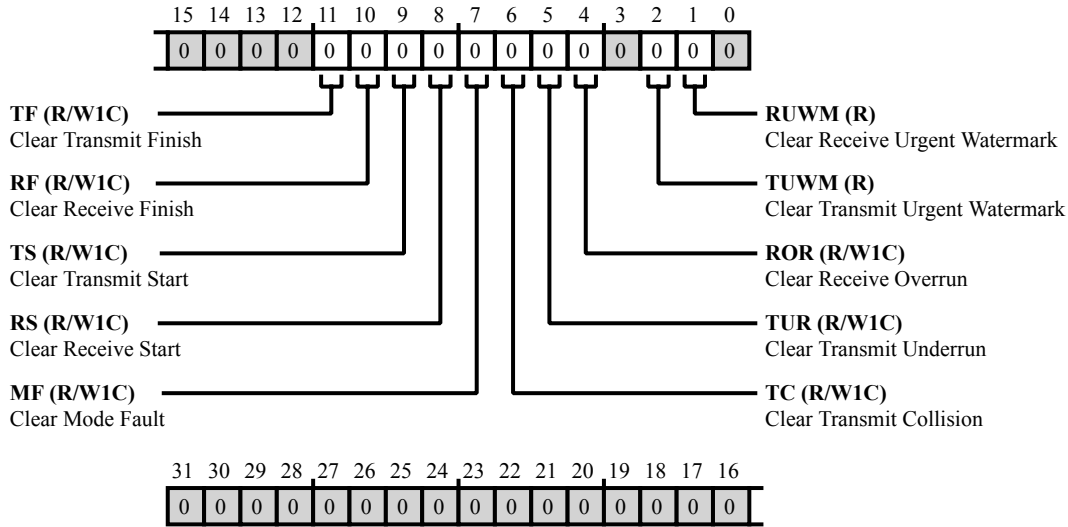 15 14 13 12 11 10 9 8 7 6 5 4 3 2 1 0
0 0 0 0 0 0 0 0 0 0 0 0 0 0 0 0
TF (R/W1C)
Clear Transmit Finish
RF (R/W1C)
Clear Receive Finish
TS (R/W1C)
Clear Transmit Start
RS (R/W1C)
Clear Receive Start
MF (R/W1C)
Clear Mode Fault
RUWM (R)
Clear Receive Urgent Watermark
TUWM (R)
Clear Transmit Urgent Watermark
ROR (R/W1C)
Clear Receive Overrun
TUR (R/W1C)
Clear Transmit Underrun
TC (R/W1C)
Clear Transmit Collision
31 30 29 28 27 26 25 24 23 22 21 20 19 18 17 16
0 0 0 0 0 0 0 0 0 0 0 0 0 0 0 0